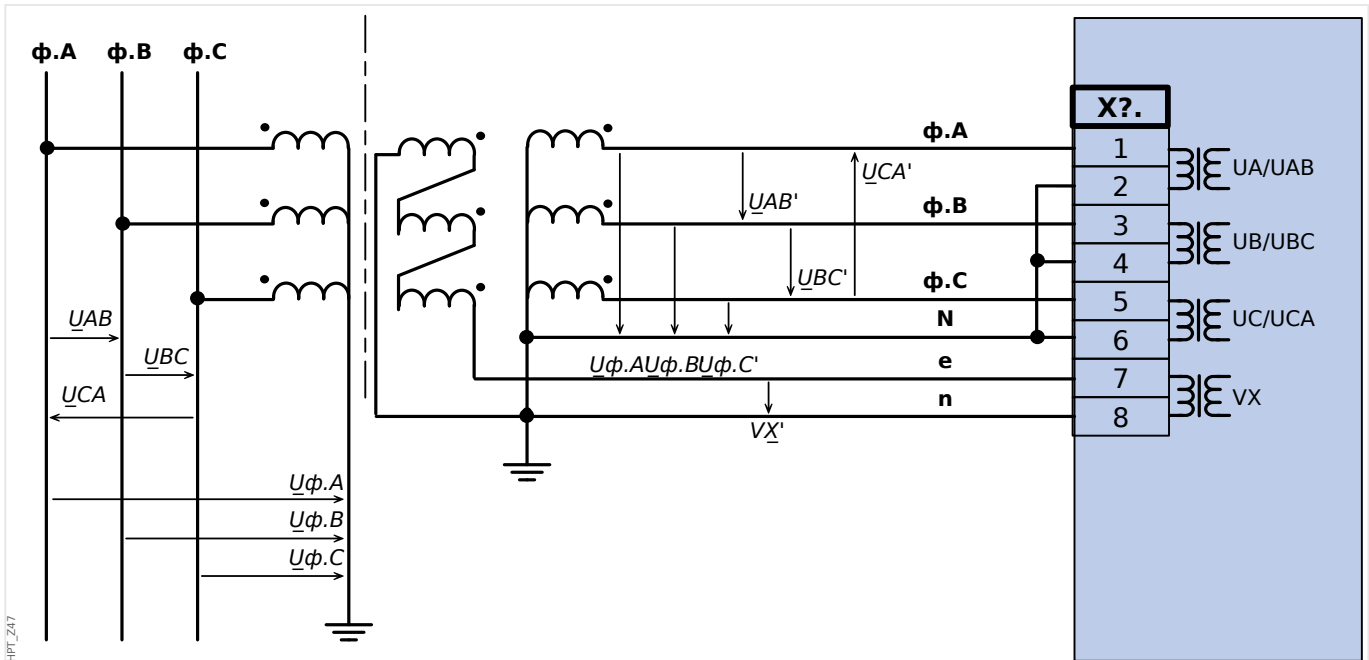 ф.A ф.B ф.C
X?.
ф.A
1
UA/UAB
UCA'
2
UAB'
ф.B
3
UB/UBC
4
UBC'
ф.C
5
N
UC/UCA
UAB
6
UBC
Uф.AUф.BUф.C'
e
7
UCA
n
VX
8
VX'
Uф.A
Uф.B
Uф.C
HPT_Z47